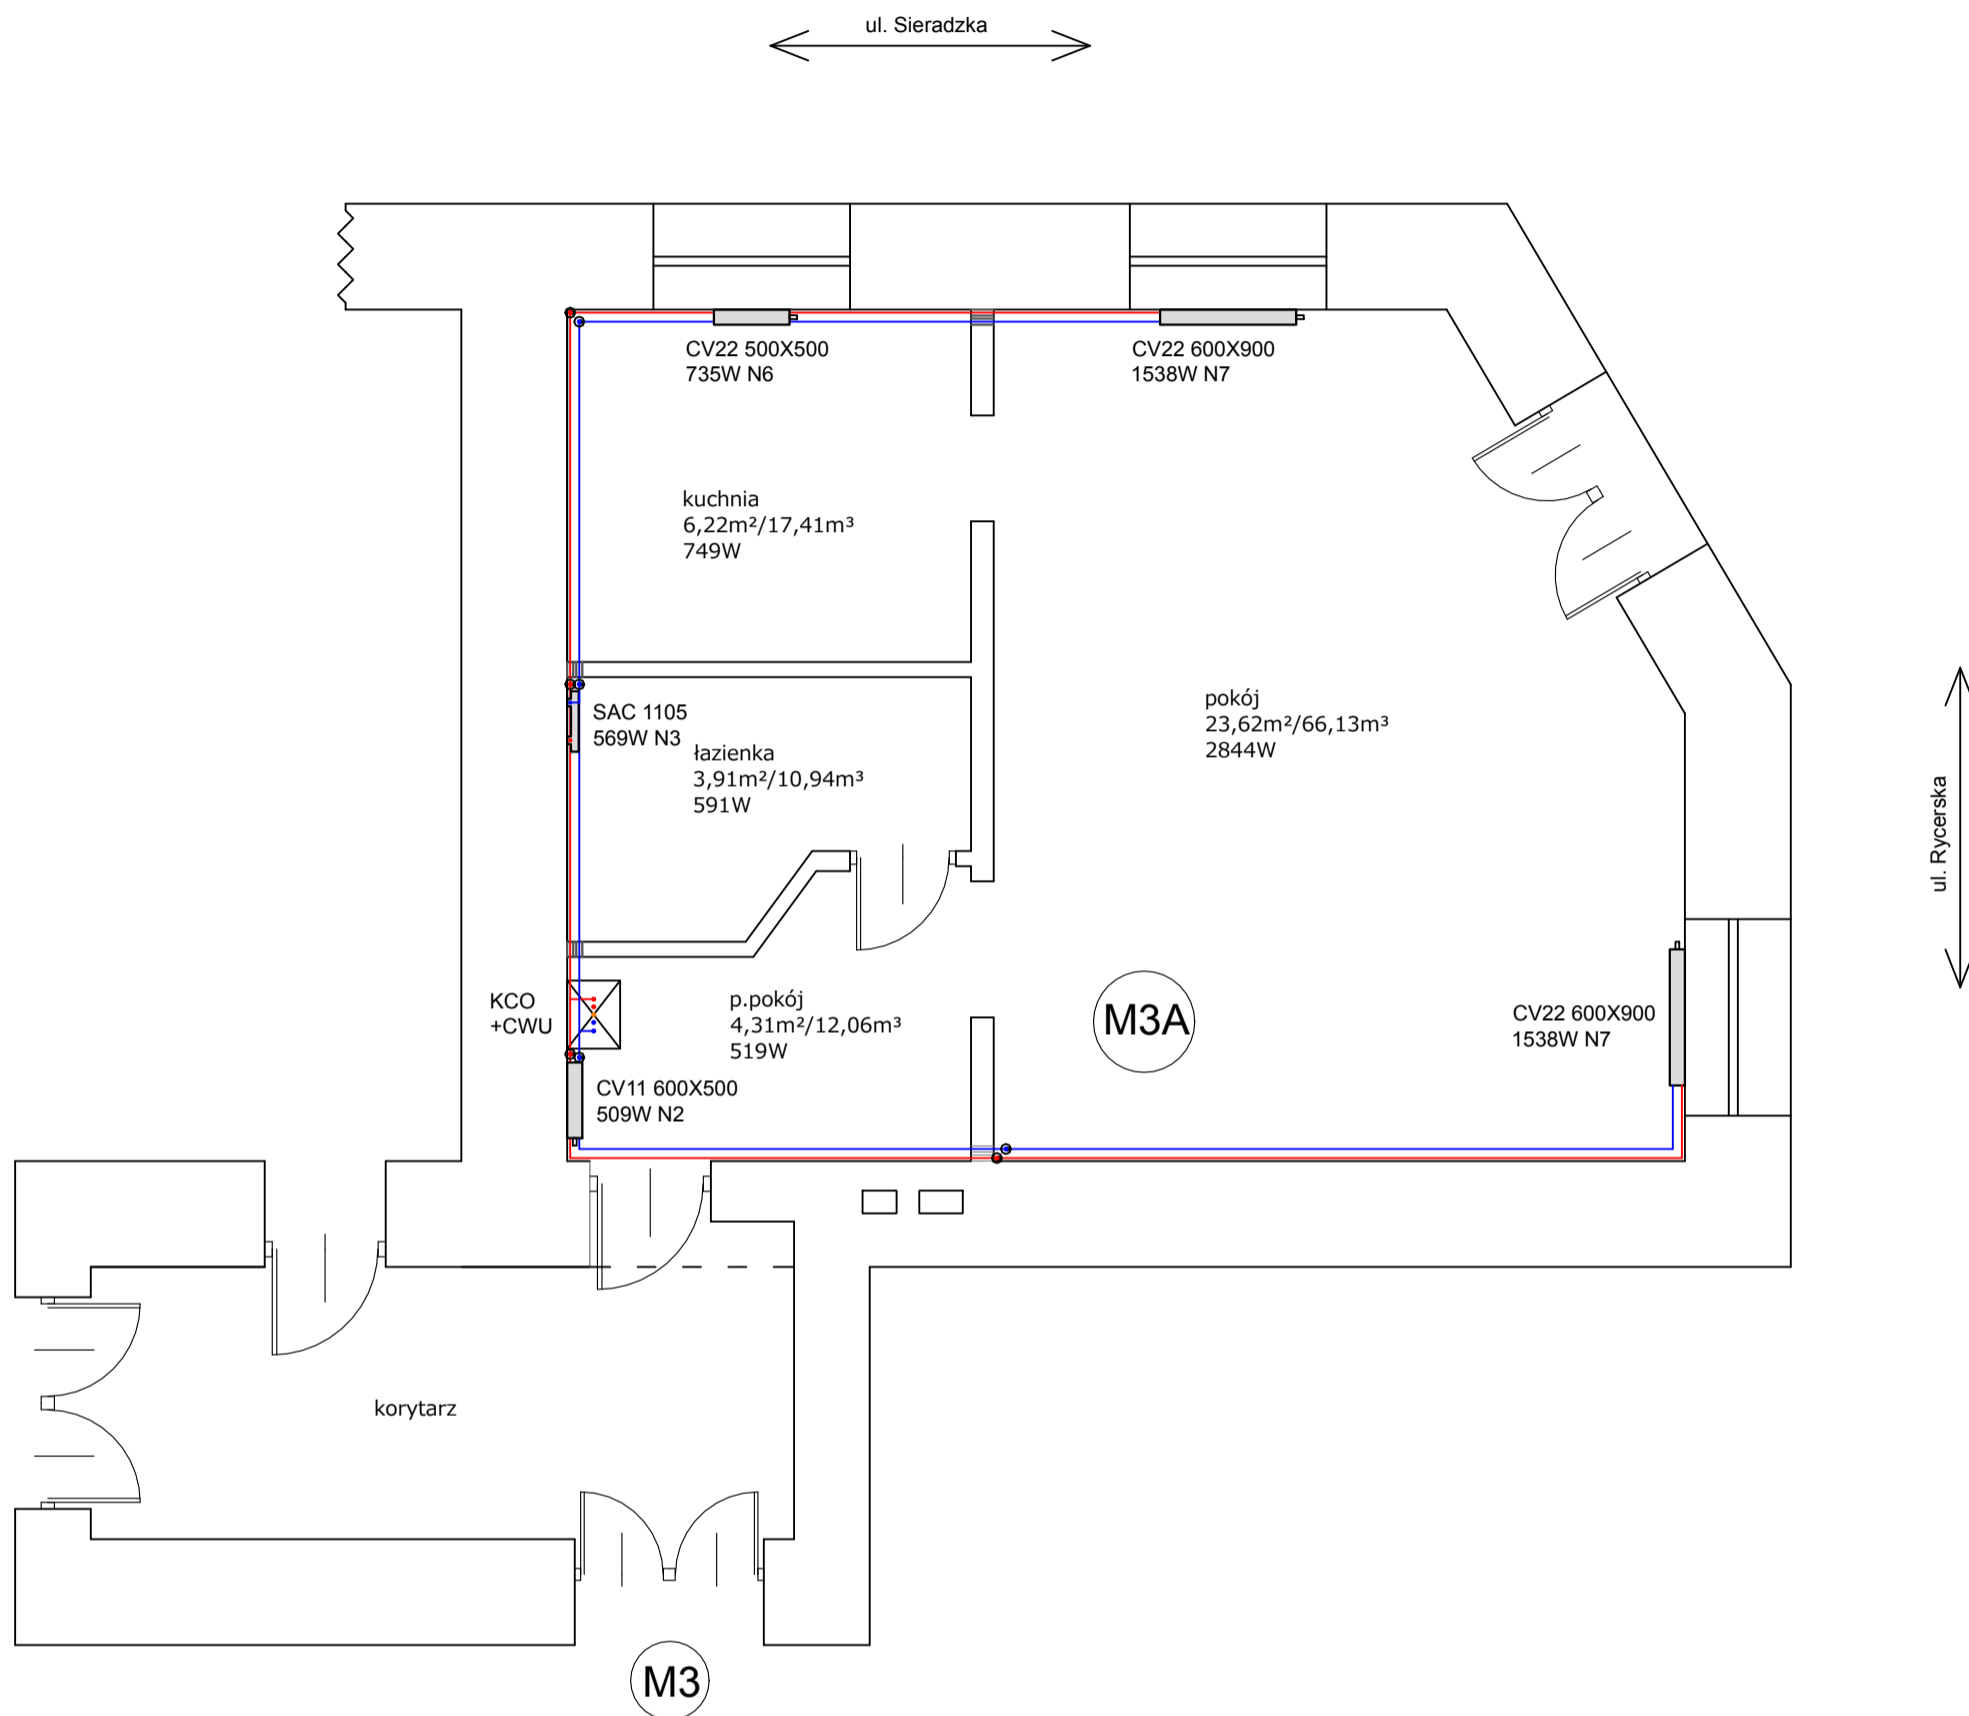 ul. Sieradzka
CV22 500X500
735W N6
CV22 600X900
1538W N7
kuchnia
6,22m²/17,41m³
749W
SAC 1105
569W N3
łazienka
3,91m²/10,94m³
591W
pokój
23,62m²/66,13m³
2844W
ul. Rycerska
KCO
+CWU
p.pokój
4,31m²/12,06m³
519W
M3A
CV22 600X900
1538W N7
CV11 600X500
509W N2
korytarz
M3